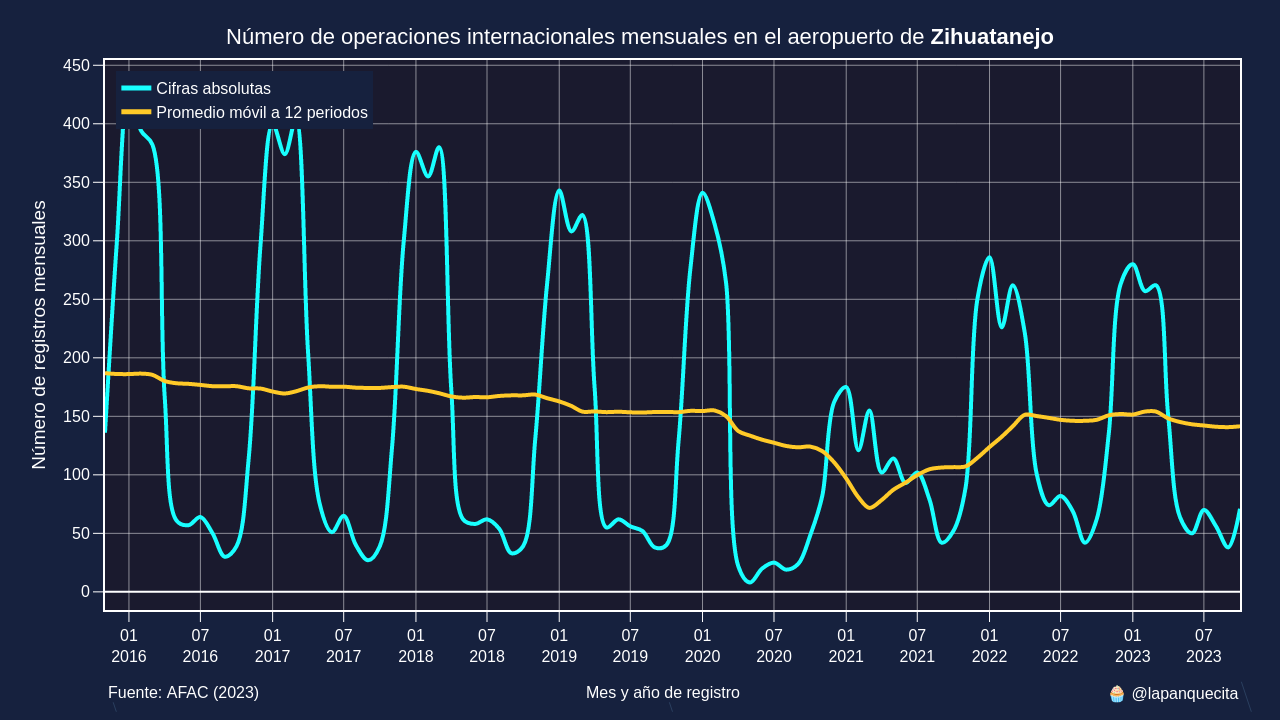 Número de operaciones internacionales mensuales en el aeropuerto de Zihuatanejo
Cifras absolutas
Promedio móvil a 12 periodos
Número de registros mensuales
450
400
350
300
250
200
150
100
50
0
01 07 01 07 01 07 01 07 01 07 01 07 01 07 01 07
2016 2016 2017 2017 2018 2018 2019 2019 2020 2020 2021 2021 2022 2022 2023 2023
Fuente: AFAC (2023) Mes y año de registro 🧁 @lapanquecita